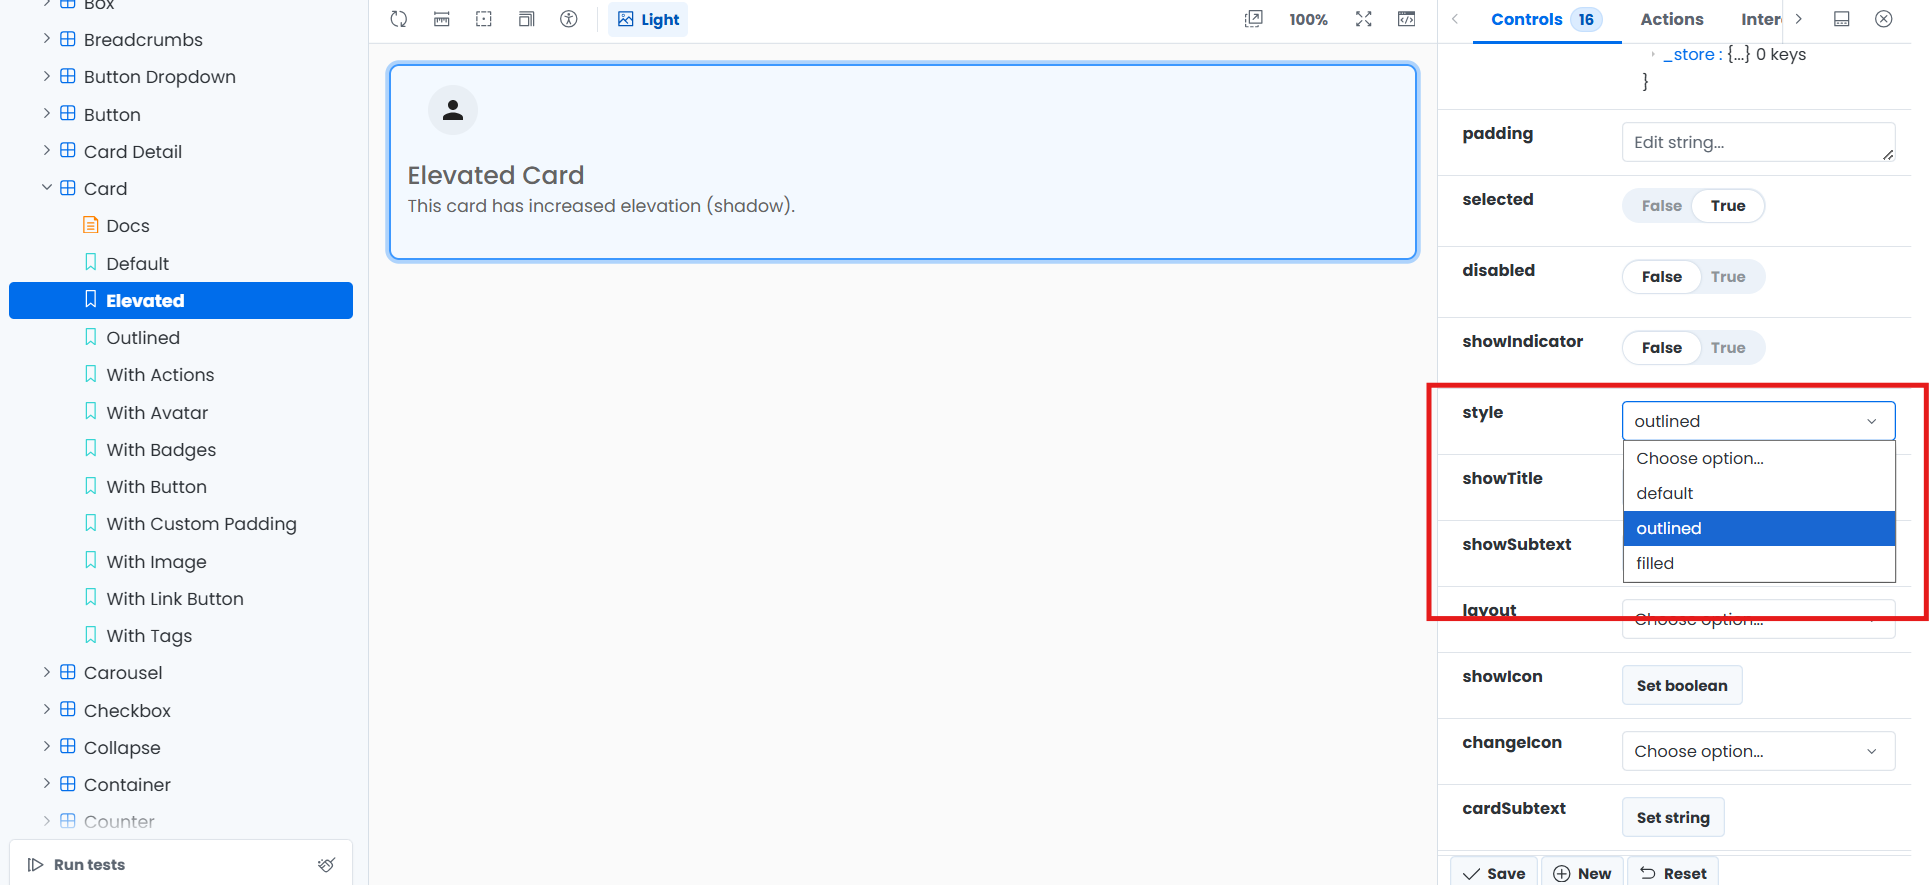 Box
Breadcrumbs
Button Dropdown
Button
Card Detail
Card
Docs
Default
Elevated
Outlined
With Actions
With Avatar
With Badges
With Button
With Custom Padding
With Image
With Link Button
With Tags
Carousel
Checkbox
Collapse
Container
Counter
Run tests
Light
100%
Elevated Card
This card has increased elevation (shadow).
Controls 16 Actions Inter
_store : {...} 0 keys
}
padding Edit string...
selected False True
disabled False True
showIndicator False True
style outlined
Choose option...
default
outlined
filled
showTitle
showSubtext
layout Choose option...
showIcon Set boolean
changeIcon Choose option...
cardSubtext Set string
Save New Reset